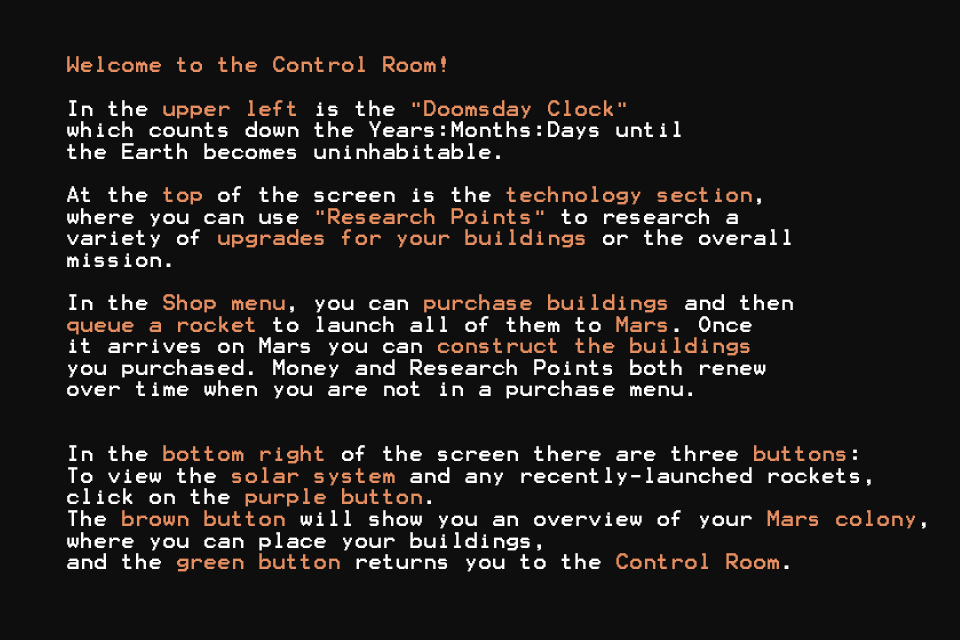 Welcome to the Control Room!
In the upper left is the "Doomsday Clock"
which counts down the Years:Months:Days until
the Earth becomes uninhabitable.
At the top of the screen is the technology section,
where you can use "Research Points" to research a
variety of upgrades for your buildings or the overall
mission.
In the Shop menu, you can purchase buildings and then
queue a rocket to launch all of them to Mars. Once
it arrives on Mars you can construct the buildings
you purchased. Money and Research Points both renew
over time when you are not in a purchase menu.
In the bottom right of the screen there are three buttons:
To view the solar system and any recently-launched rockets,
click on the purple button.
The brown button will show you an overview of your Mars colony,
where you can place your buildings,
and the green button returns you to the Control Room.